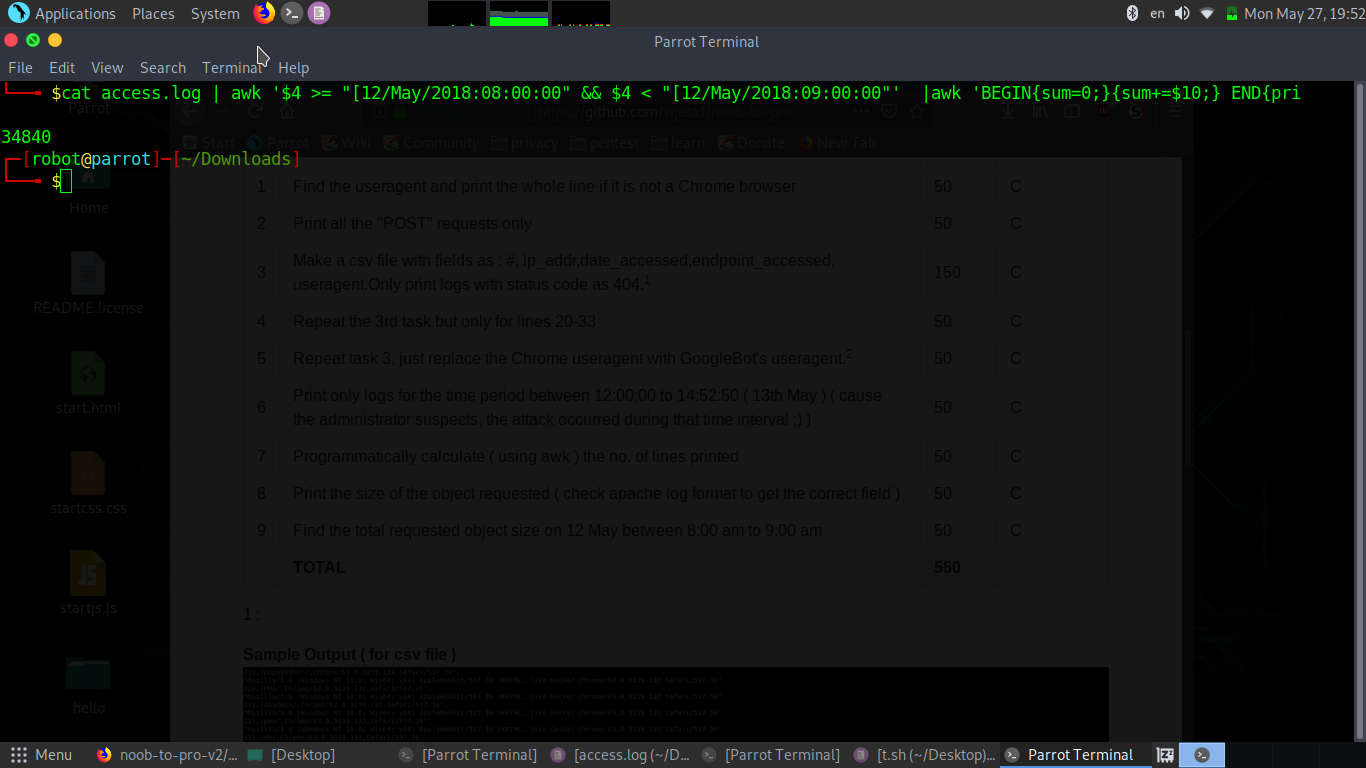 Applications Places System en Mon May 27, 19:52
Parrot Terminal
File Edit View Search Terminal Help
$cat access.log | awk '$4 >= "[12/May/2018:08:00:00" && $4 < "[12/May/2018:09:00:00"' |awk 'BEGIN{sum=0;}{sum+=$10;} END{pri
34840
[robot@parrot]─[~/Downloads]
$
Parrot
Start Parrot Wiki Community privacy pentest learn Donate New Tab
1 Find the useragent and print the whole line if it is not a Chrome browser 50 C
Home
2 Print all the "POST" requests only 50 C
3 Make a csv file with fields as : #, ip_addr,date_accessed,endpoint_accessed,
useragent.Only print logs with status code as 404.1 150 C
README.license
4 Repeat the 3rd task but only for lines 20-33 50 C
5 Repeat task 3, just replace the Chrome useragent with GoogleBot's useragent.2 50 C
start.html
6 Print only logs for the time period between 12:00:00 to 14:52:50 ( 13th May ) ( cause
the administrator suspects, the attack occurred during that time interval ;) ) 50 C
7 Programmatically calculate ( using awk ) the no. of lines printed 50 C
8 Print the size of the object requested ( check apache log format to get the correct field ) 50 C
startcss.css
9 Find the total requested object size on 12 May between 8:00 am to 9:00 am 50 C
TOTAL 550
JS
startjs.js
1 :
Sample Output ( for csv file )
hello
Menu noob-to-pro-v2/... [Desktop] [Parrot Terminal] [access.log (~/D... [Parrot Terminal] [t.sh (~/Desktop)... Parrot Terminal